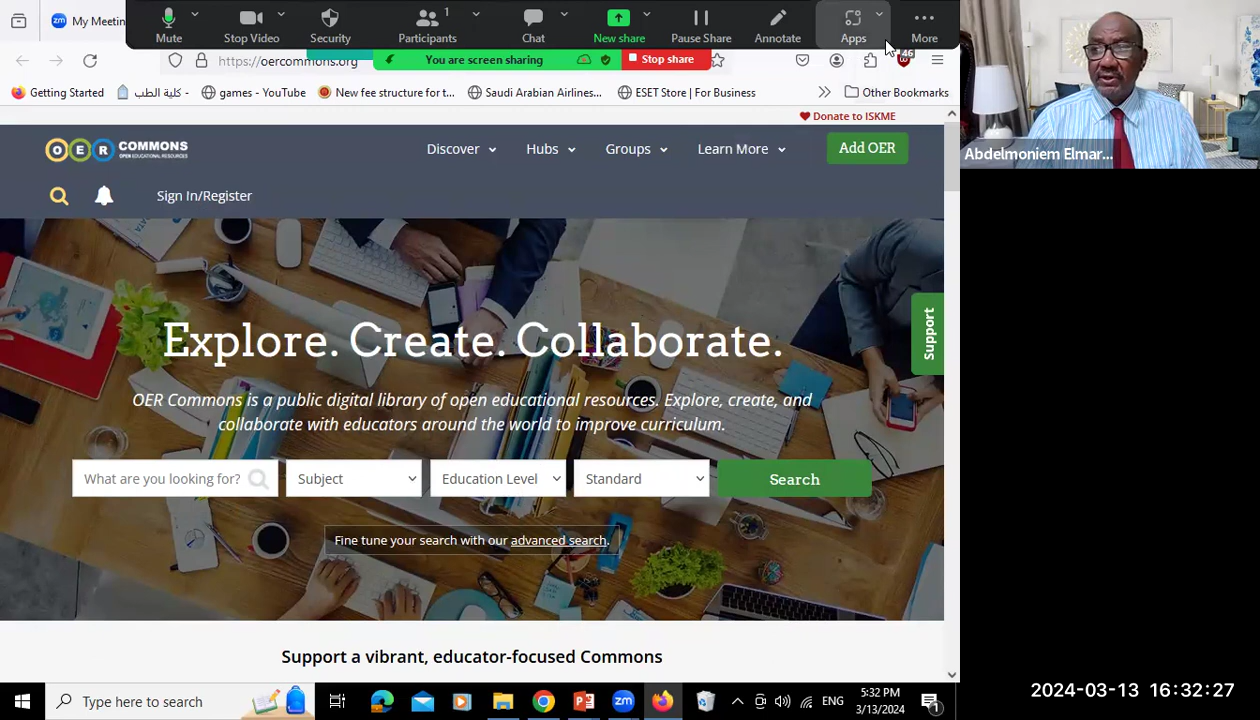 My Meetin
Mute
Stop Video
Security
Participants
1
Chat
New share
Pause Share
Annotate
Apps
More
https://oercommons.org
You are screen sharing
Stop share
46
Getting Started
كلية الطب -
games - YouTube
New fee structure for t...
Saudi Arabian Airlines...
ESET Store | For Business
Other Bookmarks
Donate to ISKME
OER COMMONS
OPEN EDUCATIONAL RESOURCES
Discover
Hubs
Groups
Learn More
Add OER
Sign In/Register
Explore. Create. Collaborate.
OER Commons is a public digital library of open educational resources. Explore, create, and
collaborate with educators around the world to improve curriculum.
What are you looking for?
Subject
Education Level
Standard
Search
Fine tune your search with our advanced search.
Support
Support a vibrant, educator-focused Commons
Type here to search
ENG
5:32 PM
3/13/2024
1
Abdelmoniem Elmar...
2024-03-13 16:32:27